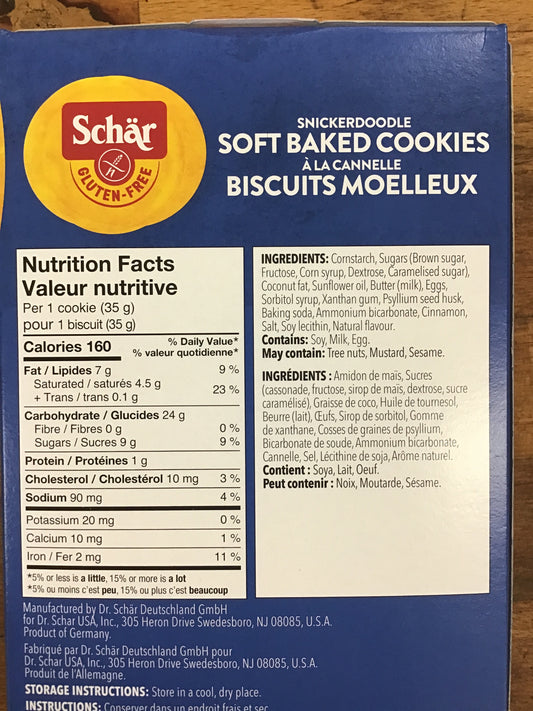 Schär
GLUTEN-FREE
SNICKERDOODLE
SOFT BAKED COOKIES
À LA CANNELLE
BISCUITS MOELLEUX
Nutrition Facts
Valeur nutritive
Per 1 cookie (35 g)
pour 1 biscuit (35 g)
Calories 160
% Daily Value*
% valeur quotidienne*
Fat / Lipides 7 g 9 %
Saturated / saturés 4.5 g
+ Trans / trans 0.1 g 23 %
Carbohydrate / Glucides 24 g
Fibre / Fibres 0 g 0 %
Sugars / Sucres 9 g 9 %
Protein / Protéines 1 g
Cholesterol / Cholestérol 10 mg 3 %
Sodium 90 mg 4 %
Potassium 20 mg 0 %
Calcium 10 mg 1 %
Iron / Fer 2 mg 11 %
*5% or less is a little, 15% or more is a lot
*5% ou moins c'est peu, 15% ou plus c'est beaucoup
INGREDIENTS: Cornstarch, Sugars (Brown sugar,
Fructose, Corn syrup, Dextrose, Caramelised sugar),
Coconut fat, Sunflower oil, Butter (milk), Eggs,
Sorbitol syrup, Xanthan gum, Psyllium seed husk,
Baking soda, Ammonium bicarbonate, Cinnamon,
Salt, Soy lecithin, Natural flavour.
Contains: Soy, Milk, Egg.
May contain: Tree nuts, Mustard, Sesame.
INGRÉDIENTS : Amidon de maïs, Sucres
(cassonade, fructose, sirop de maïs, dextrose, sucre
caramélisé), Graisse de coco, Huile de tournesol,
Beurre (lait), Œufs, Sirop de sorbitol, Gomme
de xanthane, Cosses de graines de psyllium,
Bicarbonate de soude, Ammonium bicarbonate,
Cannelle, Sel, Lécithine de soja, Arôme naturel.
Contient : Soya, Lait, Oeuf.
Peut contenir : Noix, Moutarde, Sésame.
Manufactured by Dr. Schär Deutschland GmbH
for Dr. Schar USA, Inc., 305 Heron Drive Swedesboro, NJ 08085, U.S.A.
Product of Germany.
Fabriqué par Dr. Schär Deutschland GmbH pour
Dr. Schar USA, Inc., 305 Heron Drive Swedesboro, NJ 08085, U.S.A.
Produit de l'Allemagne.
STORAGE INSTRUCTIONS: Store in a cool, dry place.
INSTRUCTIONS: Conserver dans un endroit frais et sec.